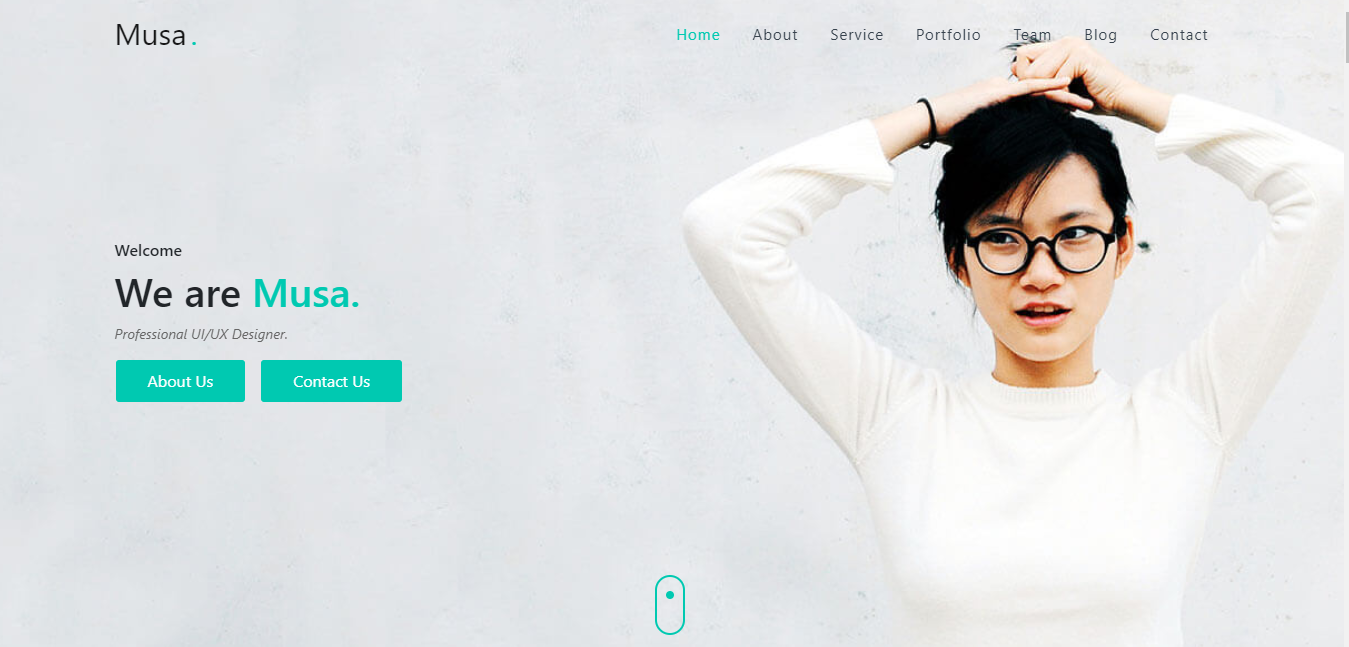 Musa .
Home About Service Portfolio Team Blog Contact
Welcome
We are Musa.
Professional UI/UX Designer.
About Us
Contact Us